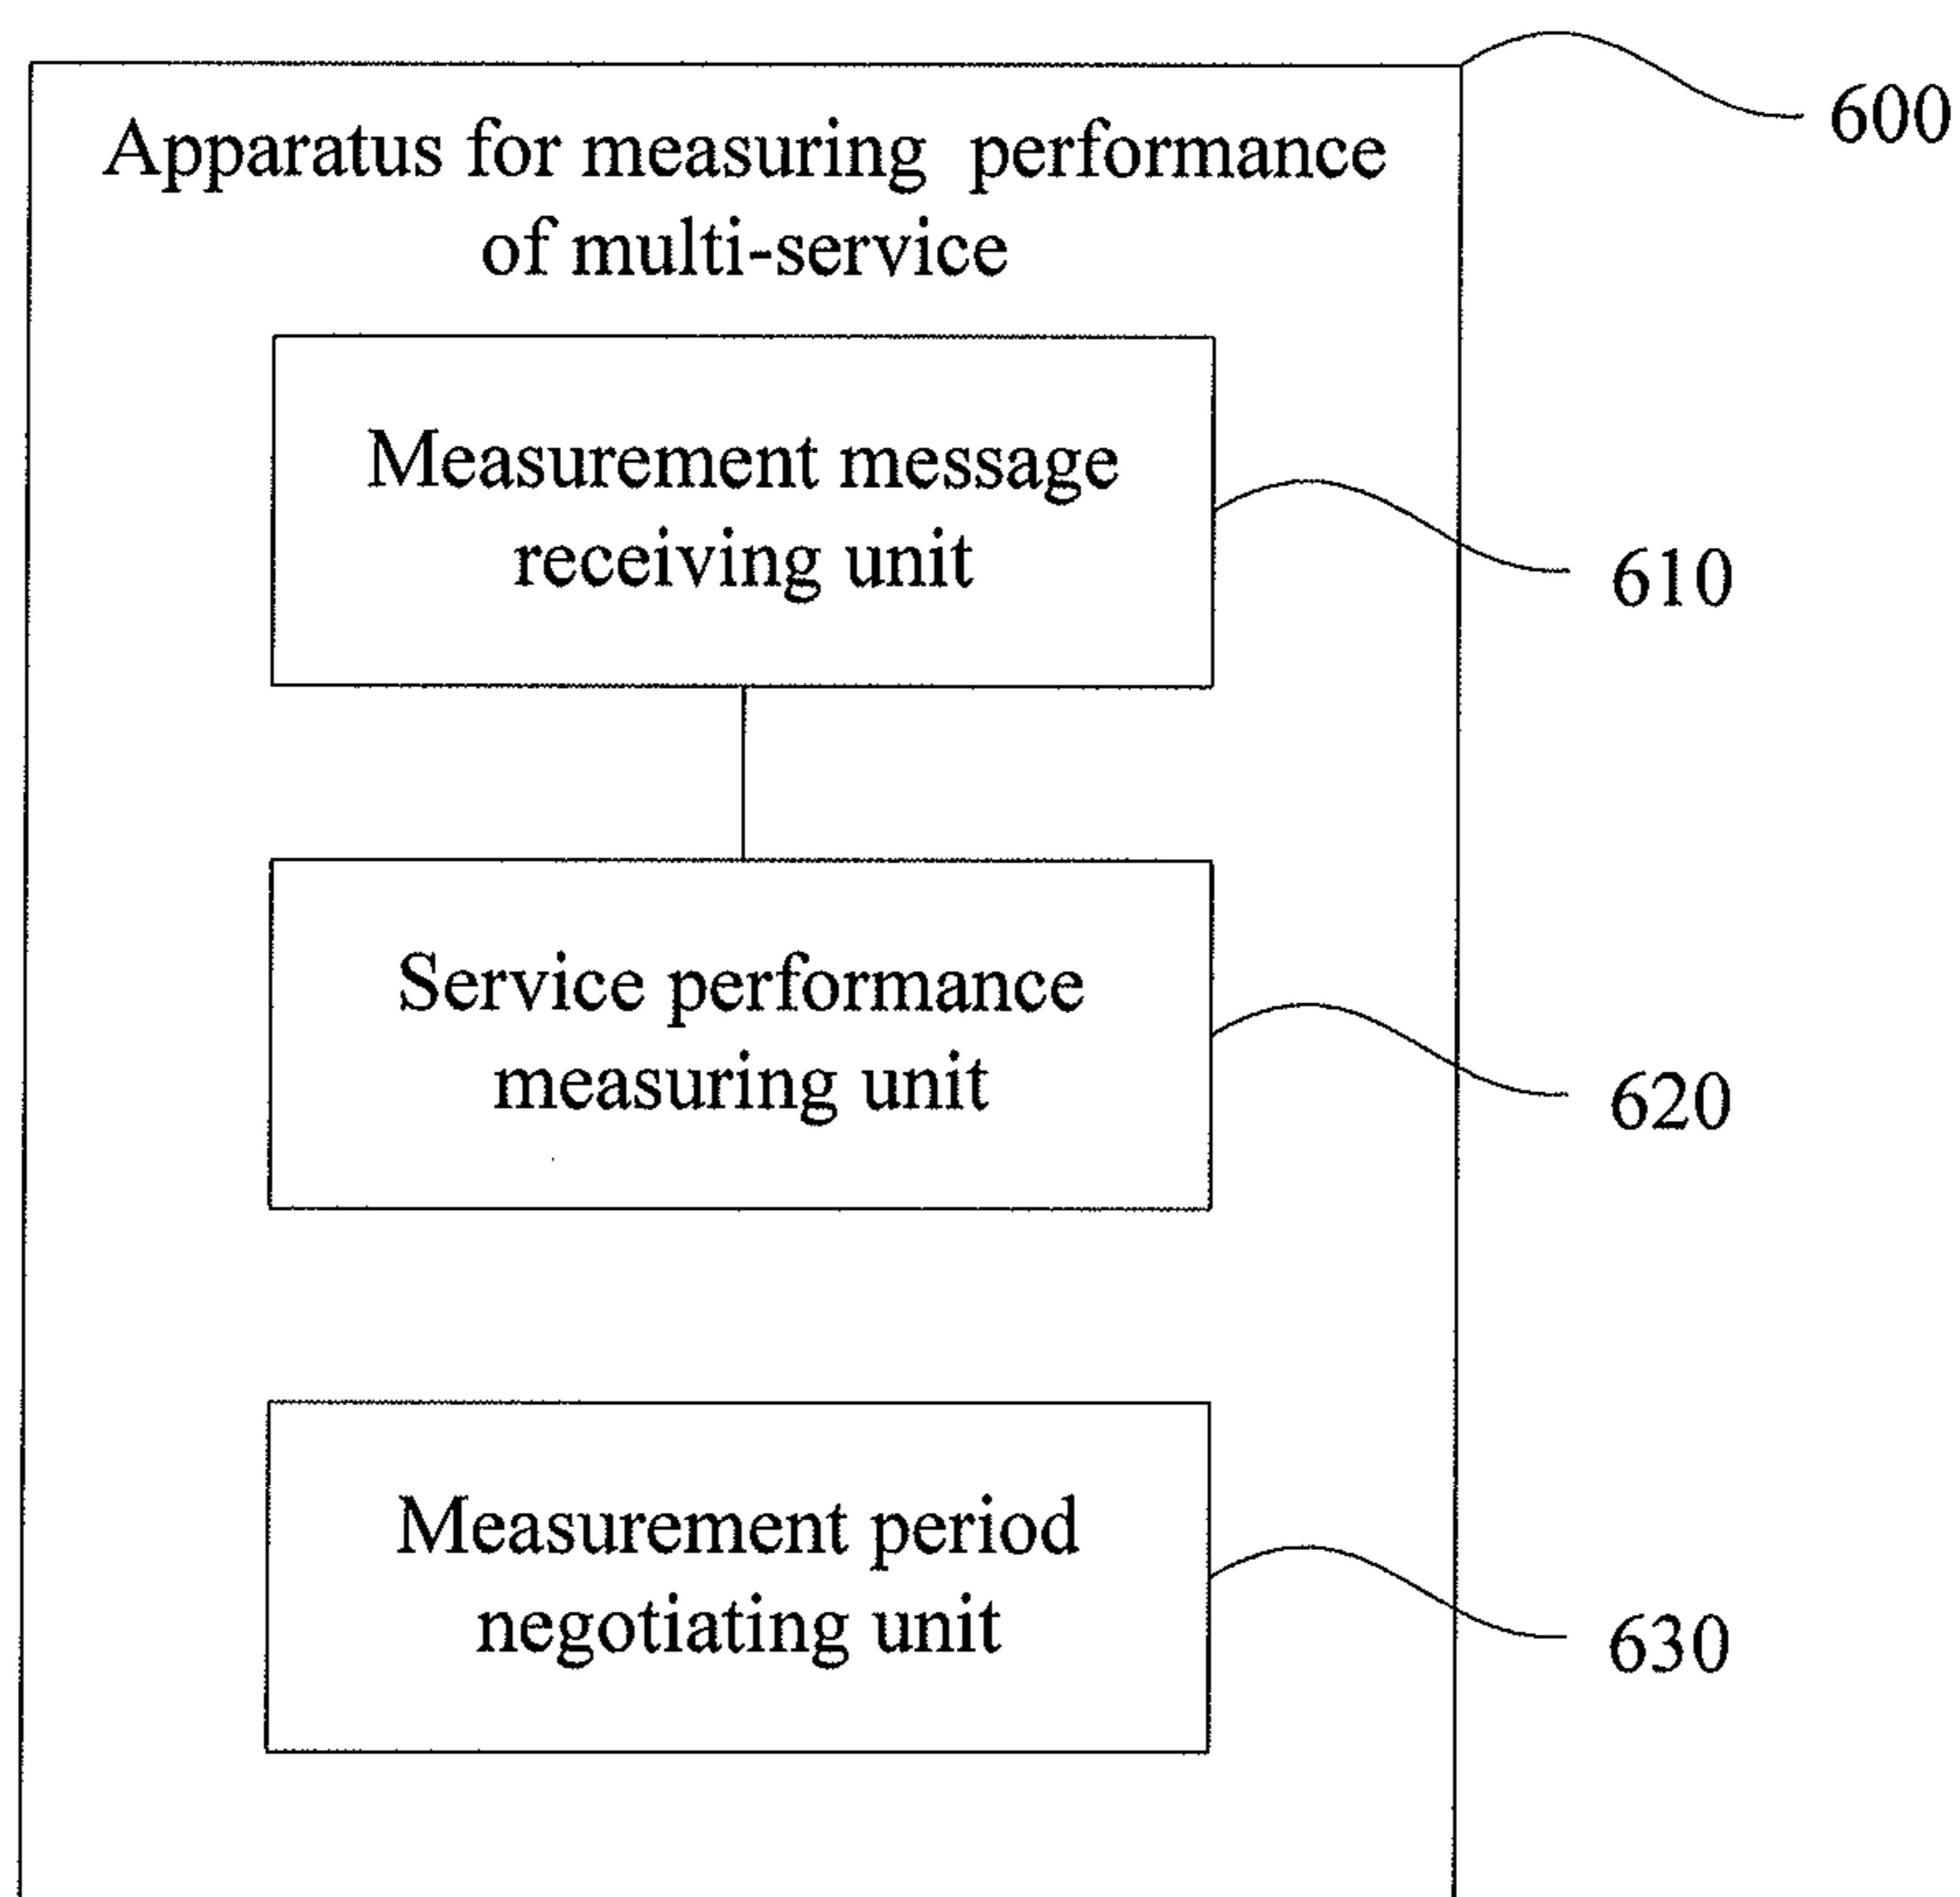 600
Apparatus for measuring performance
of multi-service
Measurement message
receiving unit
610
Service performance
measuring unit
620
Measurement period
negotiating unit
630